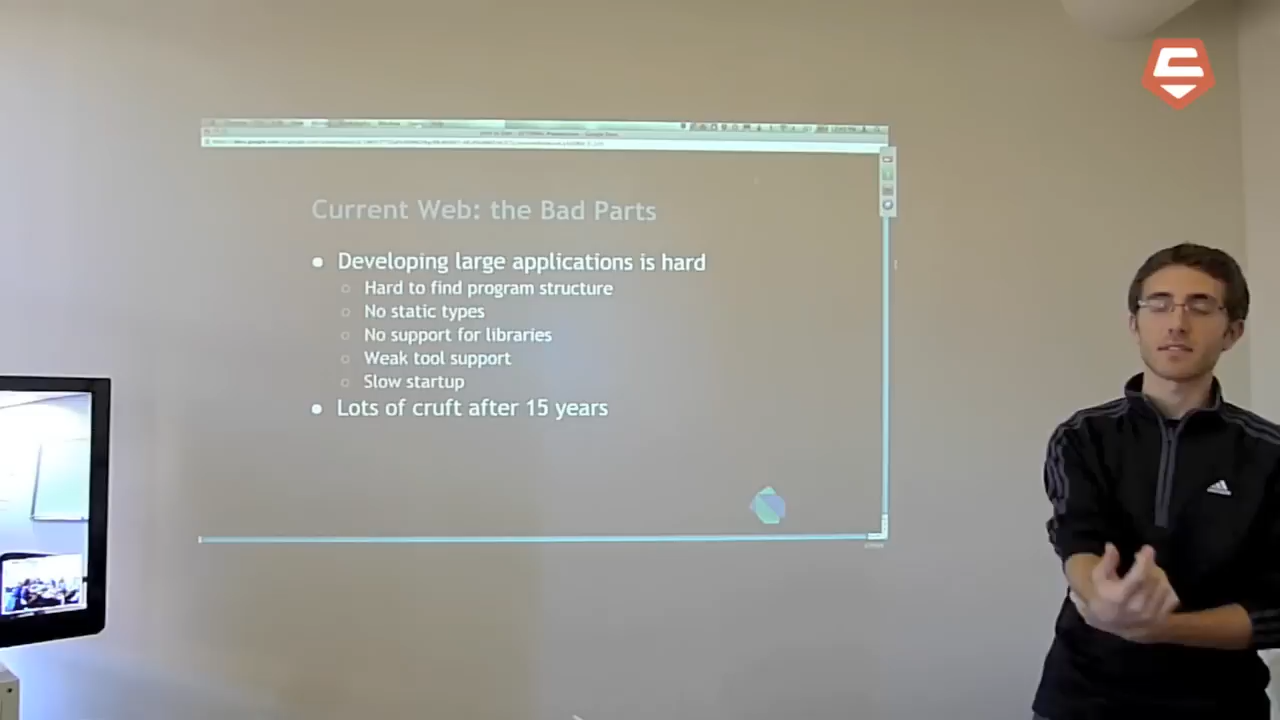 Current Web: the Bad Parts
Developing large applications is hard
Hard to find program structure
No static types
No support for libraries
Weak tool support
Slow startup
Lots of cruft after 15 years